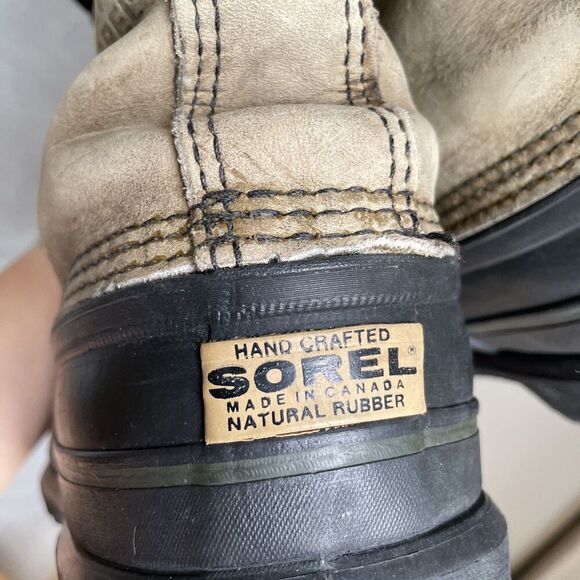 HAND CRAFTED
SOREL®
MADE IN CANADA
NATURAL RUBBER